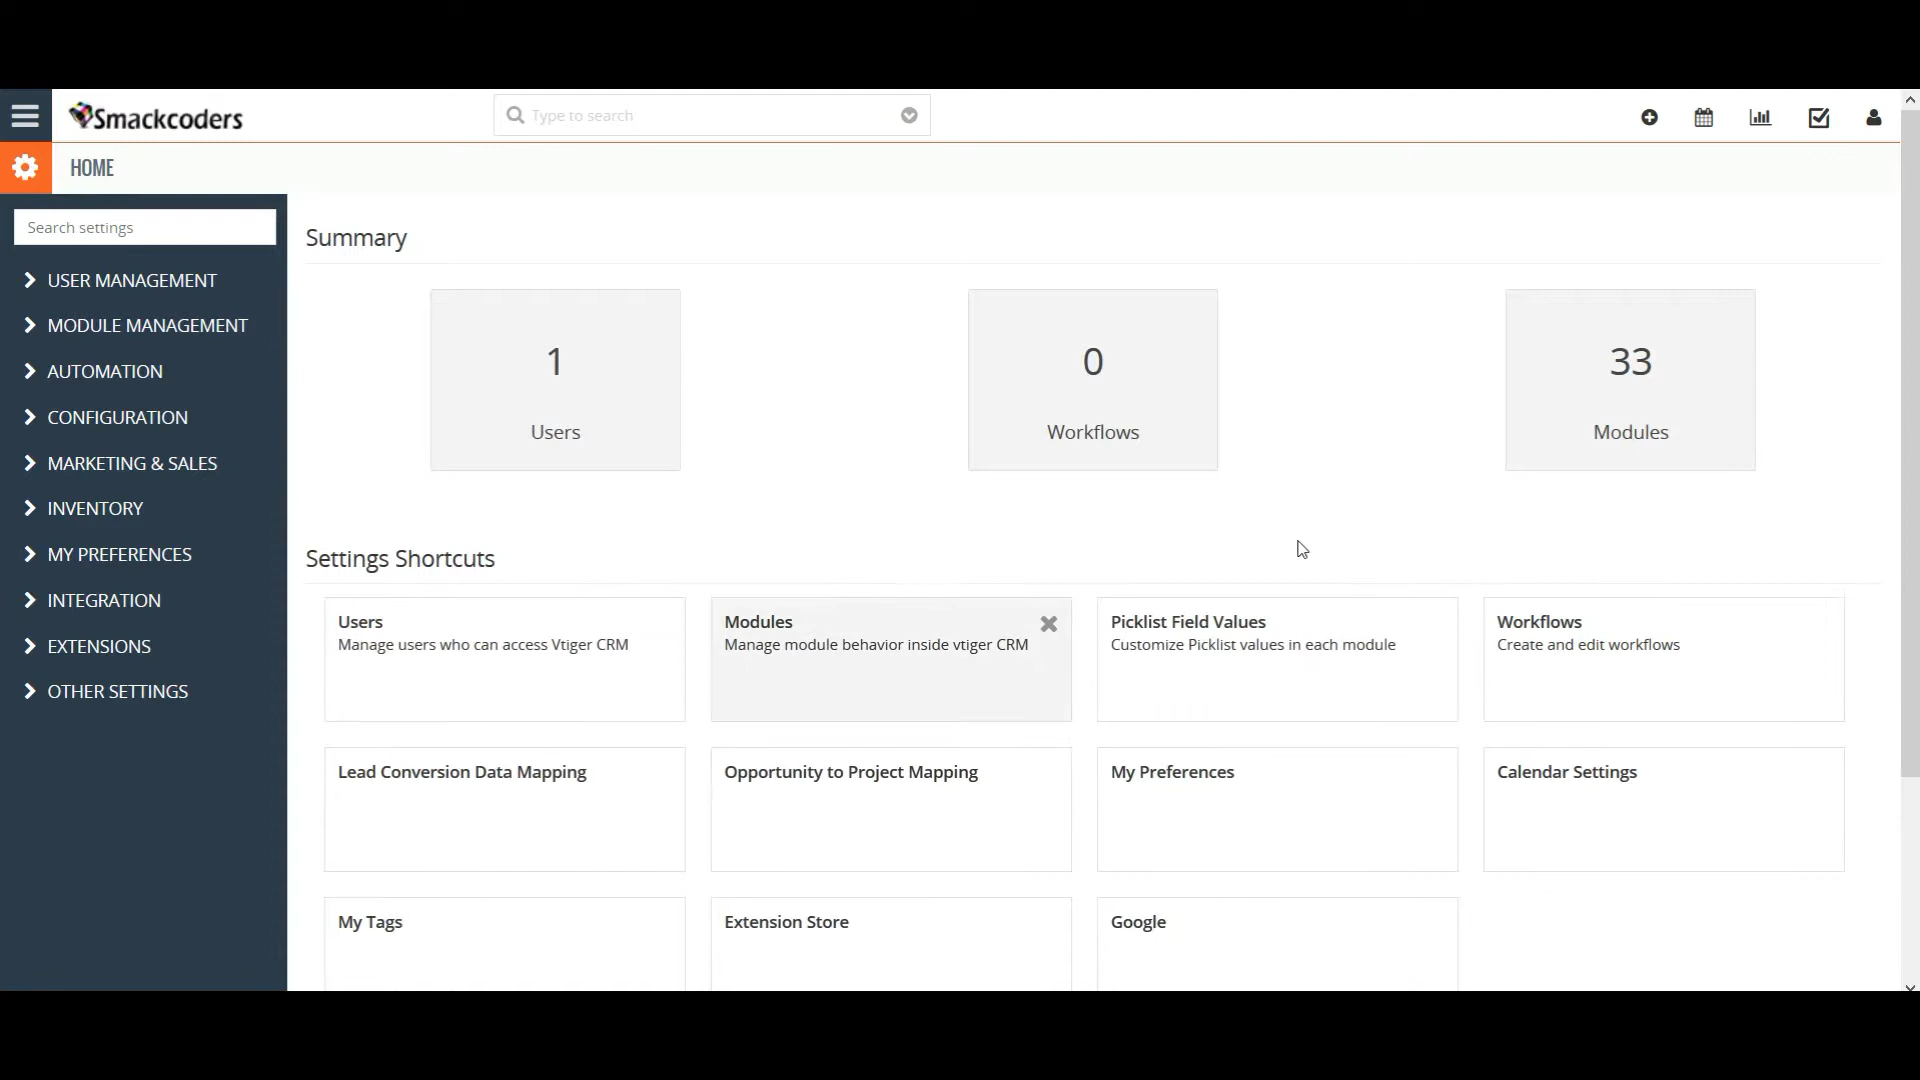 Smackcoders
Type to search
HOME
Search settings
USER MANAGEMENT
MODULE MANAGEMENT
AUTOMATION
CONFIGURATION
MARKETING & SALES
INVENTORY
MY PREFERENCES
INTEGRATION
EXTENSIONS
OTHER SETTINGS
Summary
1
Users
0
Workflows
33
Modules
Settings Shortcuts
Users
Manage users who can access Vtiger CRM
Modules
Manage module behavior inside vtiger CRM
Picklist Field Values
Customize Picklist values in each module
Workflows
Create and edit workflows
Lead Conversion Data Mapping
Opportunity to Project Mapping
My Preferences
Calendar Settings
My Tags
Extension Store
Google